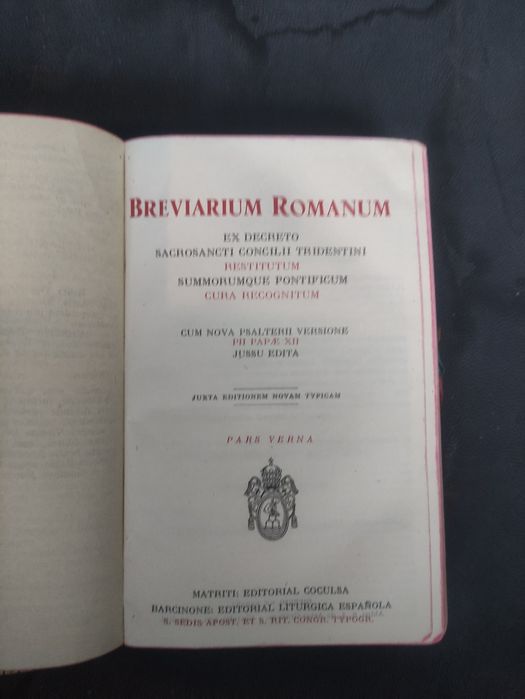 BREVIARIUM ROMANUM
EX DECRETO
SACROSANCTI CONCILII TRIDENTINI
RESTITUTUM
SUMMORUMQUE PONTIFICUM
CURA RECOGNITUM
CUM NOVA PSALTERII VERSIONE
PII PAPÆ XII
JUSSU EDITA
JUXTA EDITIONEM NOVAM TYPICAM
PARS VERNA
MATRITI: EDITORIAL COCULSA
BARCINONE: EDITORIAL LITURGICA ESPAÑOLA
S. SEDIS APOST. ET S. RIT. CONGR. TYPOGR.